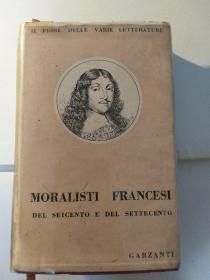 IL FIORE DELLE VARIE LETTERATURE
MORALISTI FRANCESI
DEL SEICENTO E DEL SETTECENTO
GARZANTI